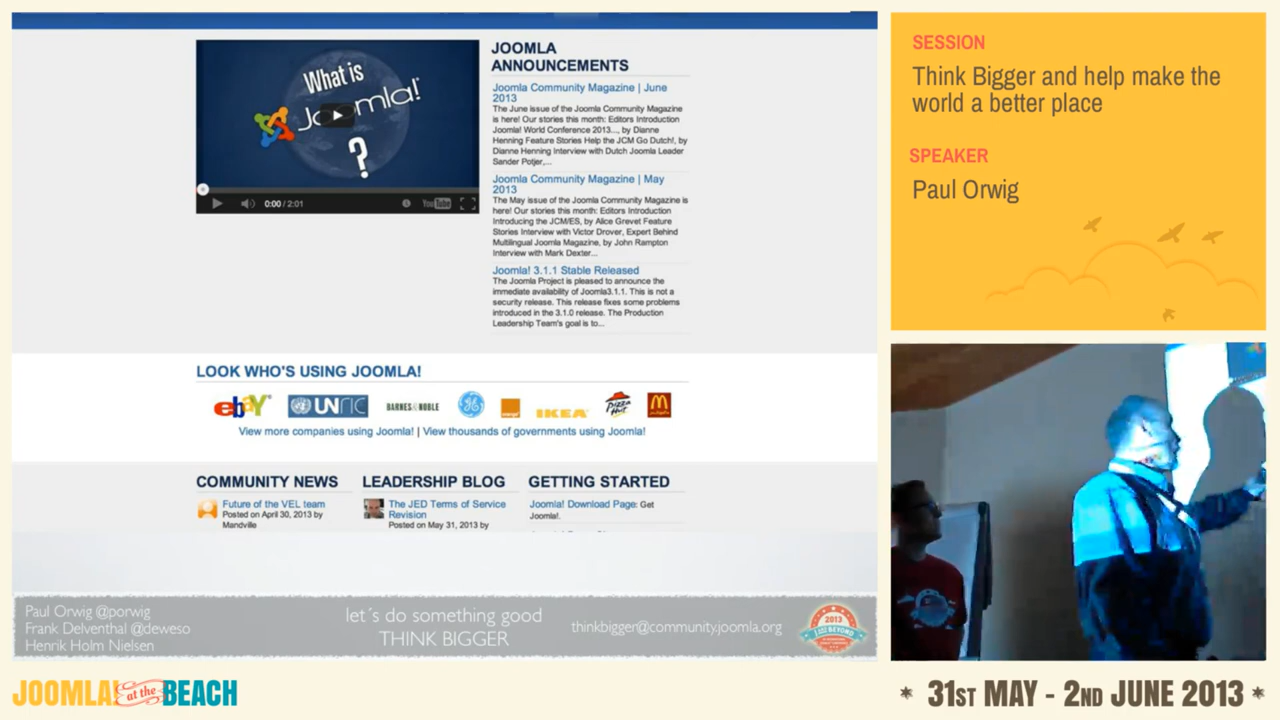 What is
Joomla!
?
0:00 / 2:01
YouTube
JOOMLA
ANNOUNCEMENTS
Joomla Community Magazine | June
2013
The June issue of the Joomla Community Magazine
is here! Our stories this month: Editors Introduction
Joomla! World Conference 2013..., by Dianne
Henning Feature Stories Help the JCM Go Dutch!, by
Dianne Henning Interview with Dutch Joomla Leader
Sander Potjer,...
Joomla Community Magazine | May
2013
The May issue of the Joomla Community Magazine is
here! Our stories this month: Editors Introduction
Introducing the JCM/ES, by Alice Grevet Feature
Stories Interview with Victor Drover, Expert Behind
Multilingual Joomla Magazine, by John Rampton
Interview with Mark Dexter...
Joomla! 3.1.1 Stable Released
The Joomla Project is pleased to announce the
immediate availability of Joomla3.1.1. This is not a
security release. This release fixes some problems
introduced in the 3.1.0 release. The Production
Leadership Team's goal is to...
LOOK WHO'S USING JOOMLA!
ebaY UNric BARNES&NOBLE GE orange IKEA Pizza Hut M
View more companies using Joomla! | View thousands of governments using Joomla!
COMMUNITY NEWS
Future of the VEL team
Posted on April 30, 2013 by
Mandville
LEADERSHIP BLOG
The JED Terms of Service
Revision
Posted on May 31, 2013 by
GETTING STARTED
Joomla! Download Page: Get
Joomla!.
Paul Orwig @porwig
Frank Delventhal @deweso
Henrik Holm Nielsen
let´s do something good
THINK BIGGER
thinkbigger@community.joomla.org
2013
J AND BEYOND
SESSION
Think Bigger and help make the
world a better place
SPEAKER
Paul Orwig
JOOMLA! at the BEACH
* 31ST MAY - 2ND JUNE 2013 *